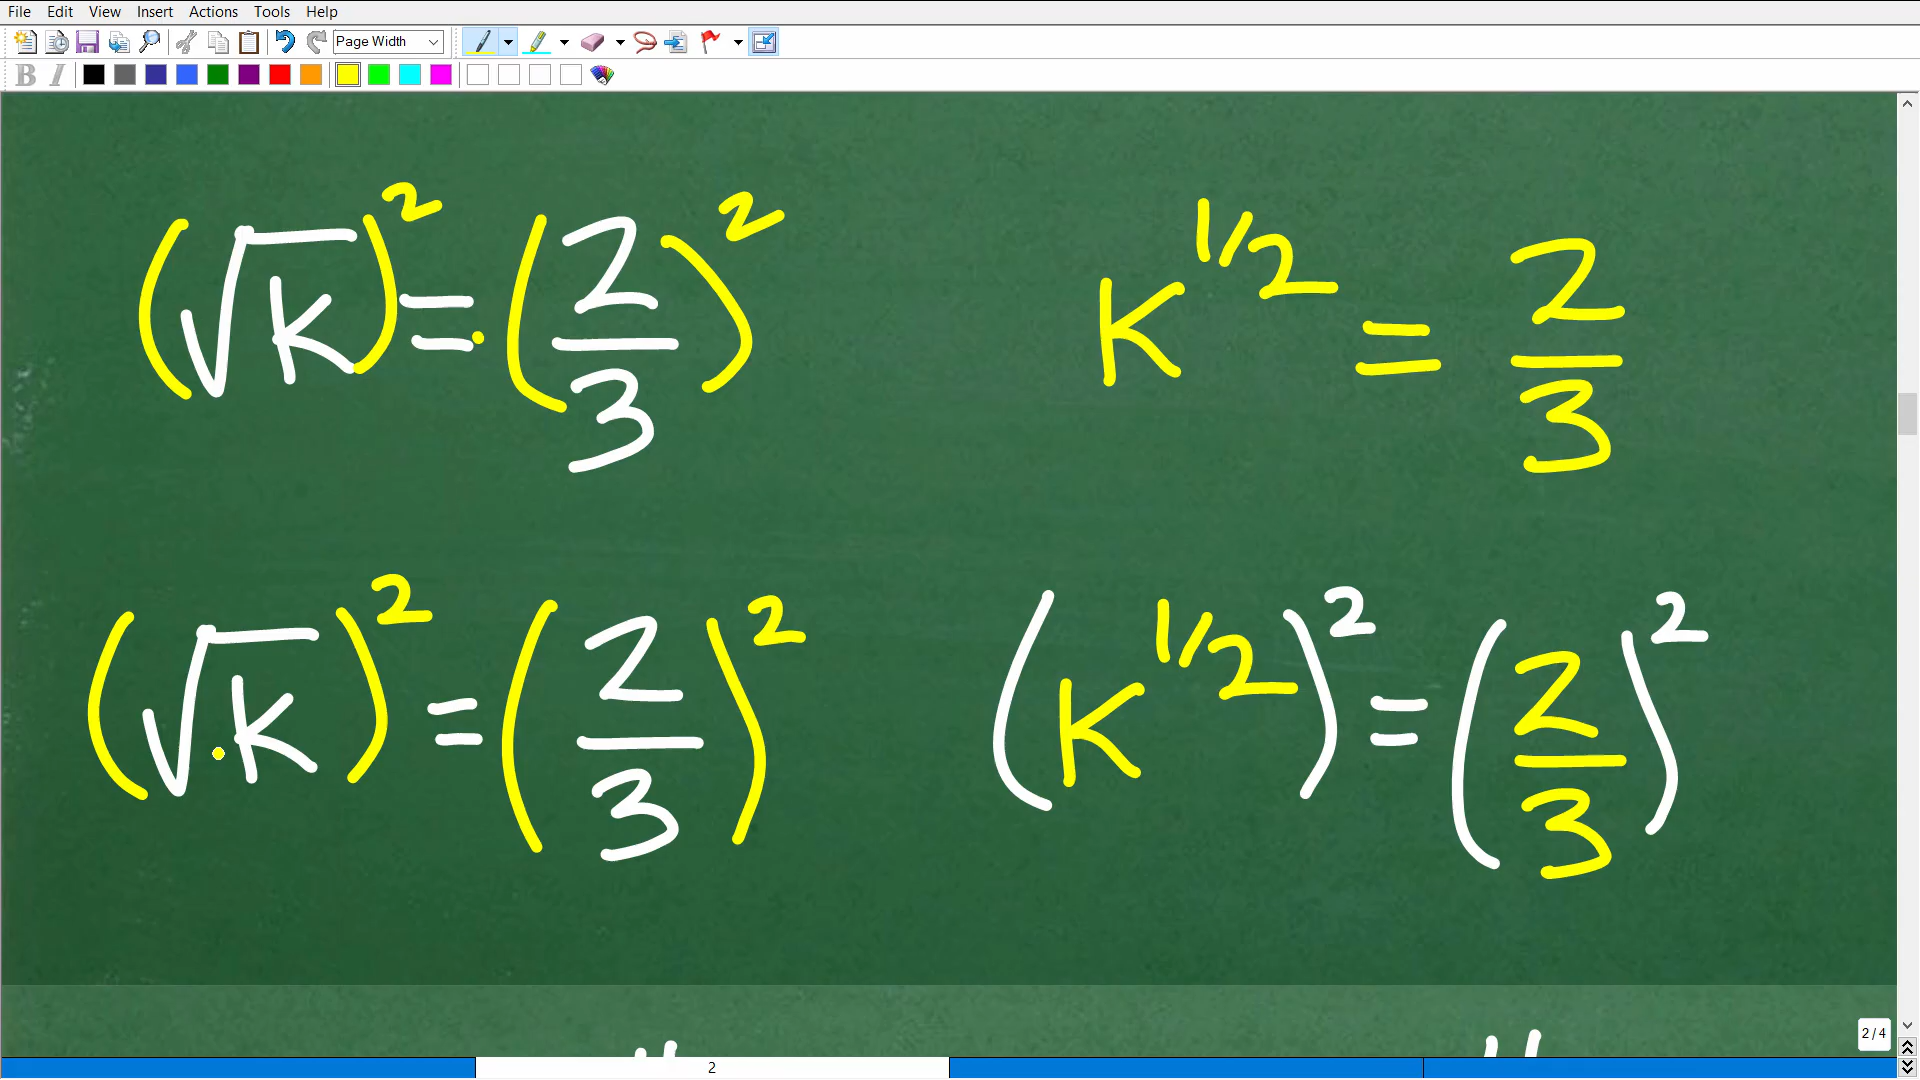 File Edit View Insert Actions Tools Help
Page Width
B I
(√k)² = (2/3)²
K^1/2 = 2/3
(√k)² = (2/3)²
(K^1/2)² = (2/3)²
2/4
2